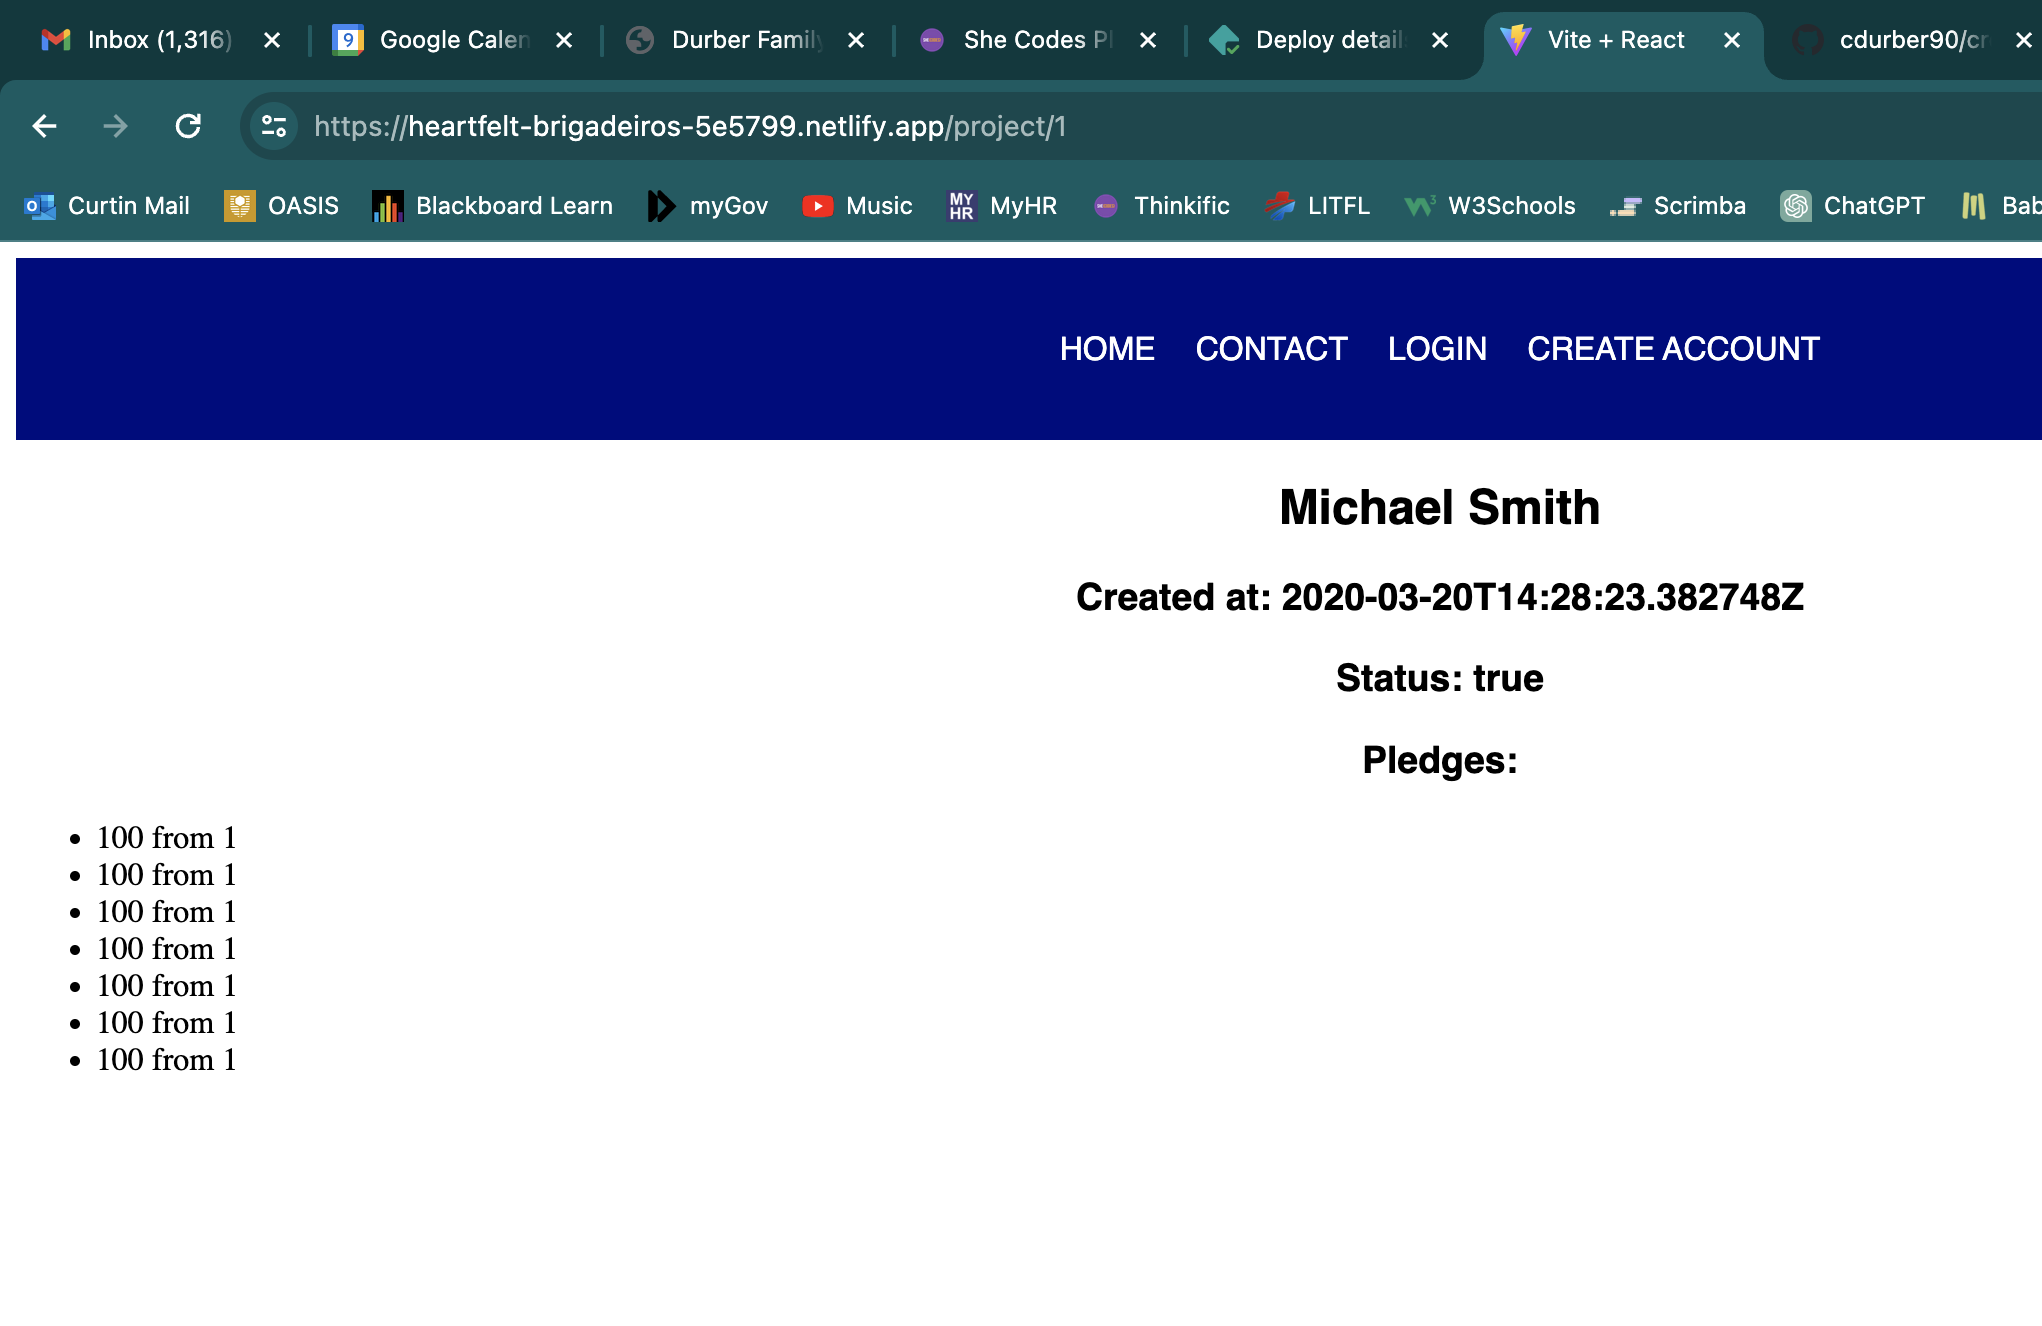 Inbox (1,316) Google Calen Durber Family She Codes Pl Deploy details Vite + React cdurber90/cr
https://heartfelt-brigadeiros-5e5799.netlify.app/project/1
Curtin Mail OASIS Blackboard Learn myGov Music MY HR MyHR Thinkific LITFL W3Schools Scrimba ChatGPT Bab
HOME CONTACT LOGIN CREATE ACCOUNT
Michael Smith
Created at: 2020-03-20T14:28:23.382748Z
Status: true
Pledges:
• 100 from 1
• 100 from 1
• 100 from 1
• 100 from 1
• 100 from 1
• 100 from 1
• 100 from 1